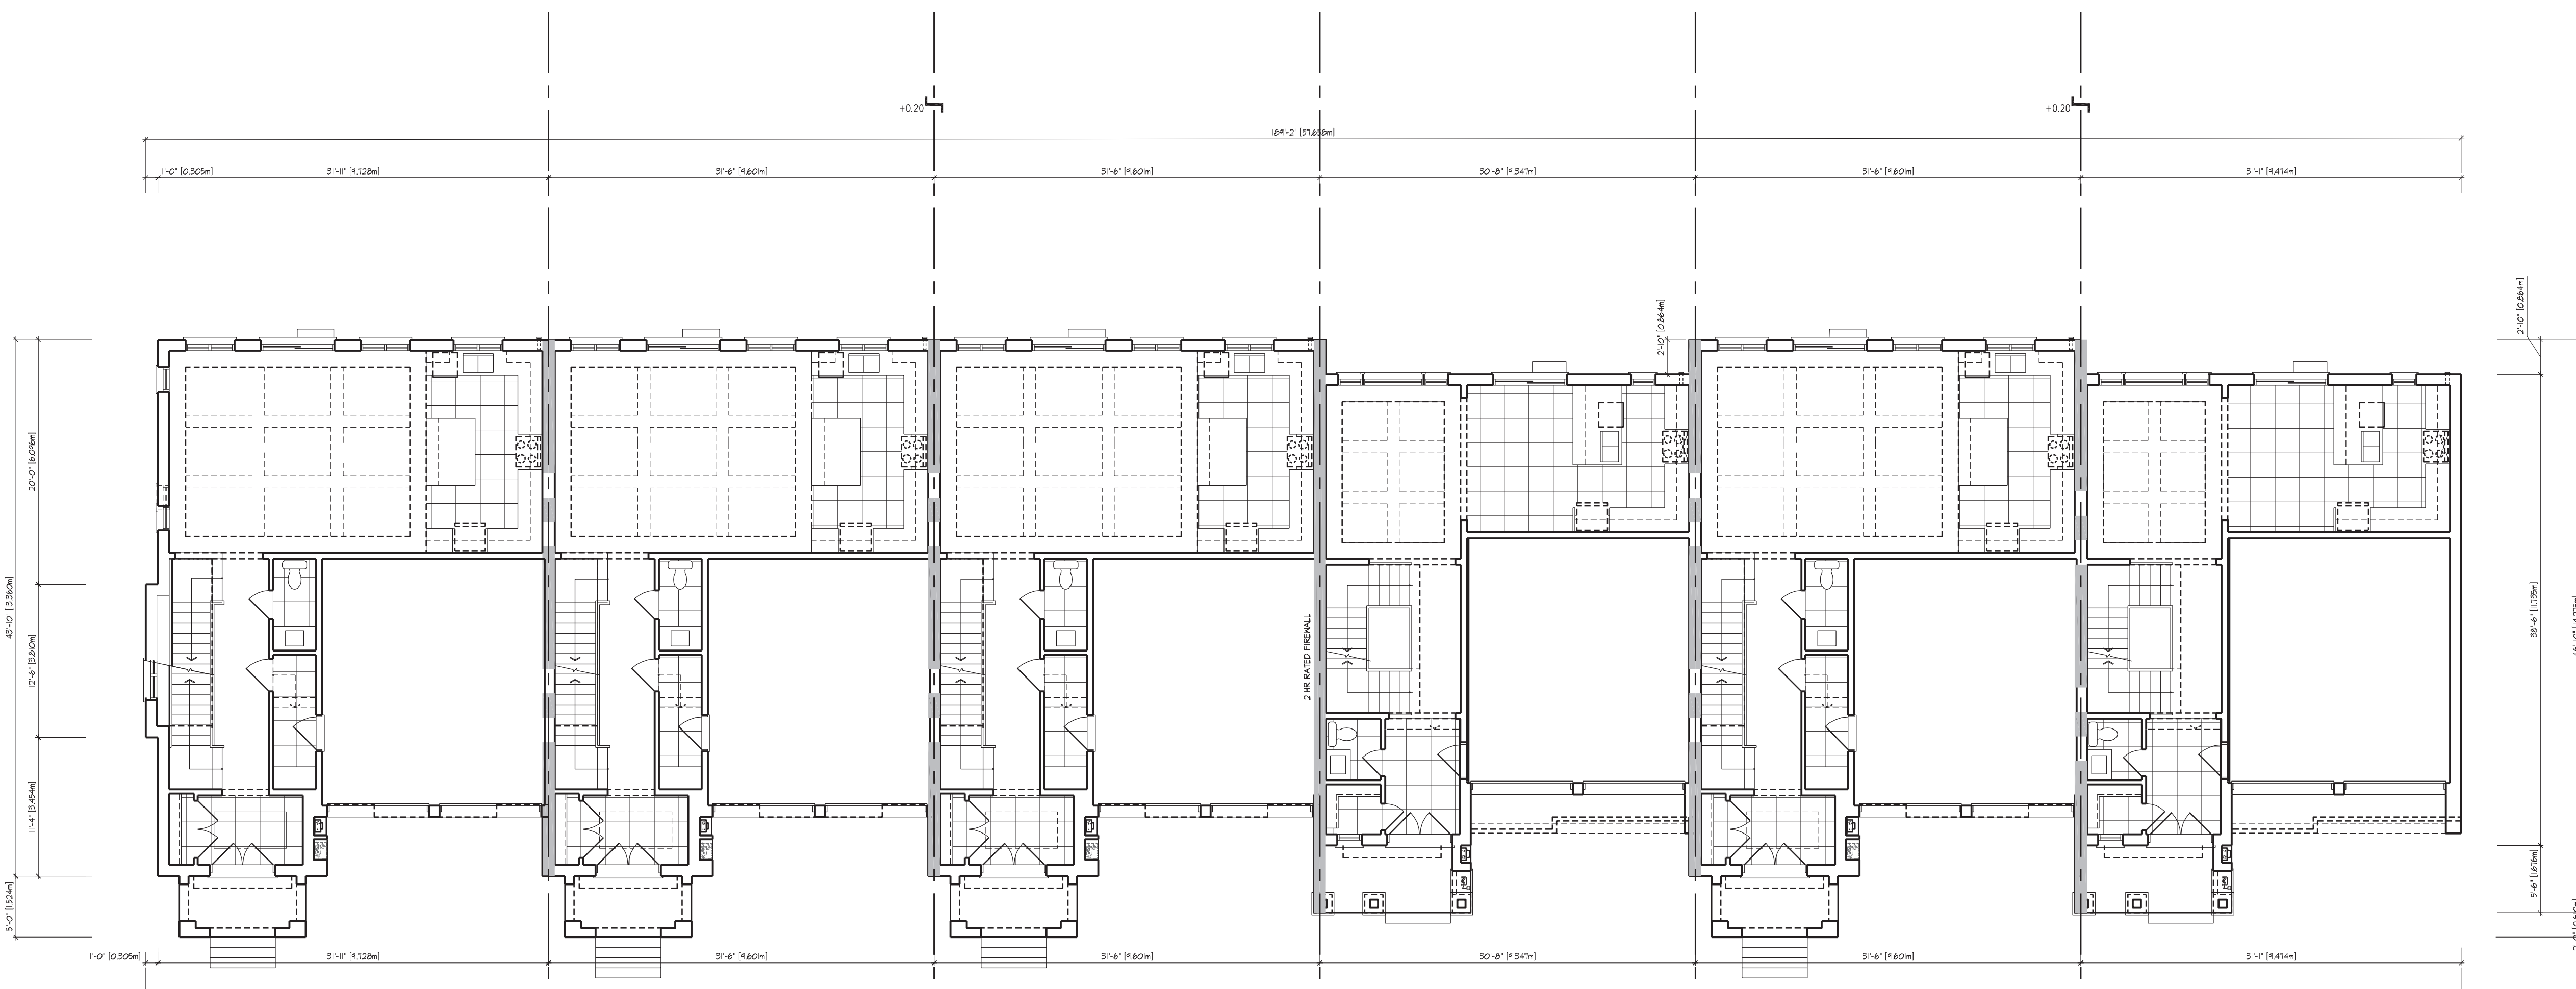 +0.20
+0.20
189'-2" [57.658m]
1'-0" [0.305m]
31'-11" [9.728m]
31'-6" [9.601m]
31'-6" [9.601m]
30'-8" [9.347m]
31'-6" [9.601m]
31'-1" [9.474m]
2'-10" [0.864m]
2'-10" [0.864m]
43'-10" [13.360m]
20'-0" [6.096m]
12'-6" [3.810m]
11'-4" [3.454m]
5'-0" [1.524m]
2 HR RATED FIREWALL
38'-6" [11.735m]
5'-6" [1.676m]
1'-0" [0.305m]
31'-11" [9.728m]
31'-6" [9.601m]
31'-6" [9.601m]
30'-8" [9.347m]
31'-6" [9.601m]
31'-1" [9.474m]